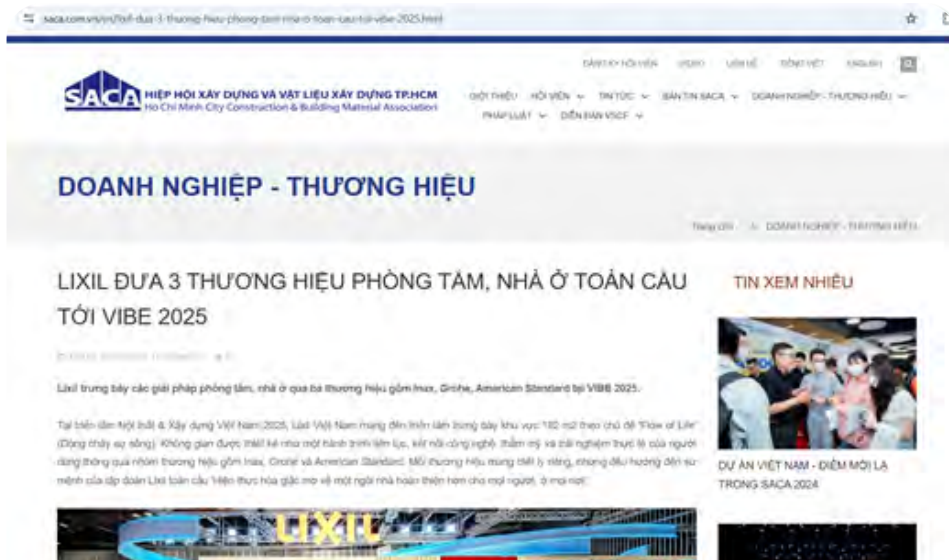 saca.com.vn/vn/lixil-dua-3-thuong-hieu-phong-tam-nha-o-toan-cau-toi-vibe-2025.html
ĐĂNG KÝ HỘI VIÊN VIDEO LIÊN HỆ TIẾNG VIỆT ENGLISH
SACA HIỆP HỘI XÂY DỰNG VÀ VẬT LIỆU XÂY DỰNG TP.HCM
Ho Chi Minh City Construction & Building Material Association
GIỚI THIỆU HỘI VIÊN TIN TỨC BẢN TIN SACA DOANH NGHIỆP - THƯƠNG HIỆU
PHÁP LUẬT DIỄN ĐÀN VSCF
DOANH NGHIỆP - THƯƠNG HIỆU
Trang chủ DOANH NGHIỆP - THƯƠNG HIỆU
LIXIL ĐƯA 3 THƯƠNG HIỆU PHÒNG TẮM, NHÀ Ở TOÀN CẦU
TỚI VIBE 2025
Lixil trưng bày các giải pháp phòng tắm, nhà ở qua ba thương hiệu gồm Inax, Grohe, American Standard tại VIBE 2025.
Tại triển lãm Nội thất & Xây dựng Việt Nam 2025, Lixil Việt Nam mang đến triển lãm trưng bày khu vực 182 m2 theo chủ đề "Flow of Life"
(Dòng chảy sự sống). Không gian được thiết kế như một hành trình liên tục, kết nối công nghệ, thẩm mỹ và trải nghiệm thực tế của người
dùng thông qua nhóm thương hiệu gồm Inax, Grohe và American Standard. Mỗi thương hiệu mang triết lý riêng, nhưng đều hướng đến sứ
mệnh của tập đoàn Lixil toàn cầu "Hiện thực hóa giấc mơ về một ngôi nhà hoàn thiện hơn cho mọi người, ở mọi nơi".
LIXIL
TIN XEM NHIỀU
DỰ ÁN VIỆT NAM - ĐIỂM MỚI LẠ
TRONG SACA 2024